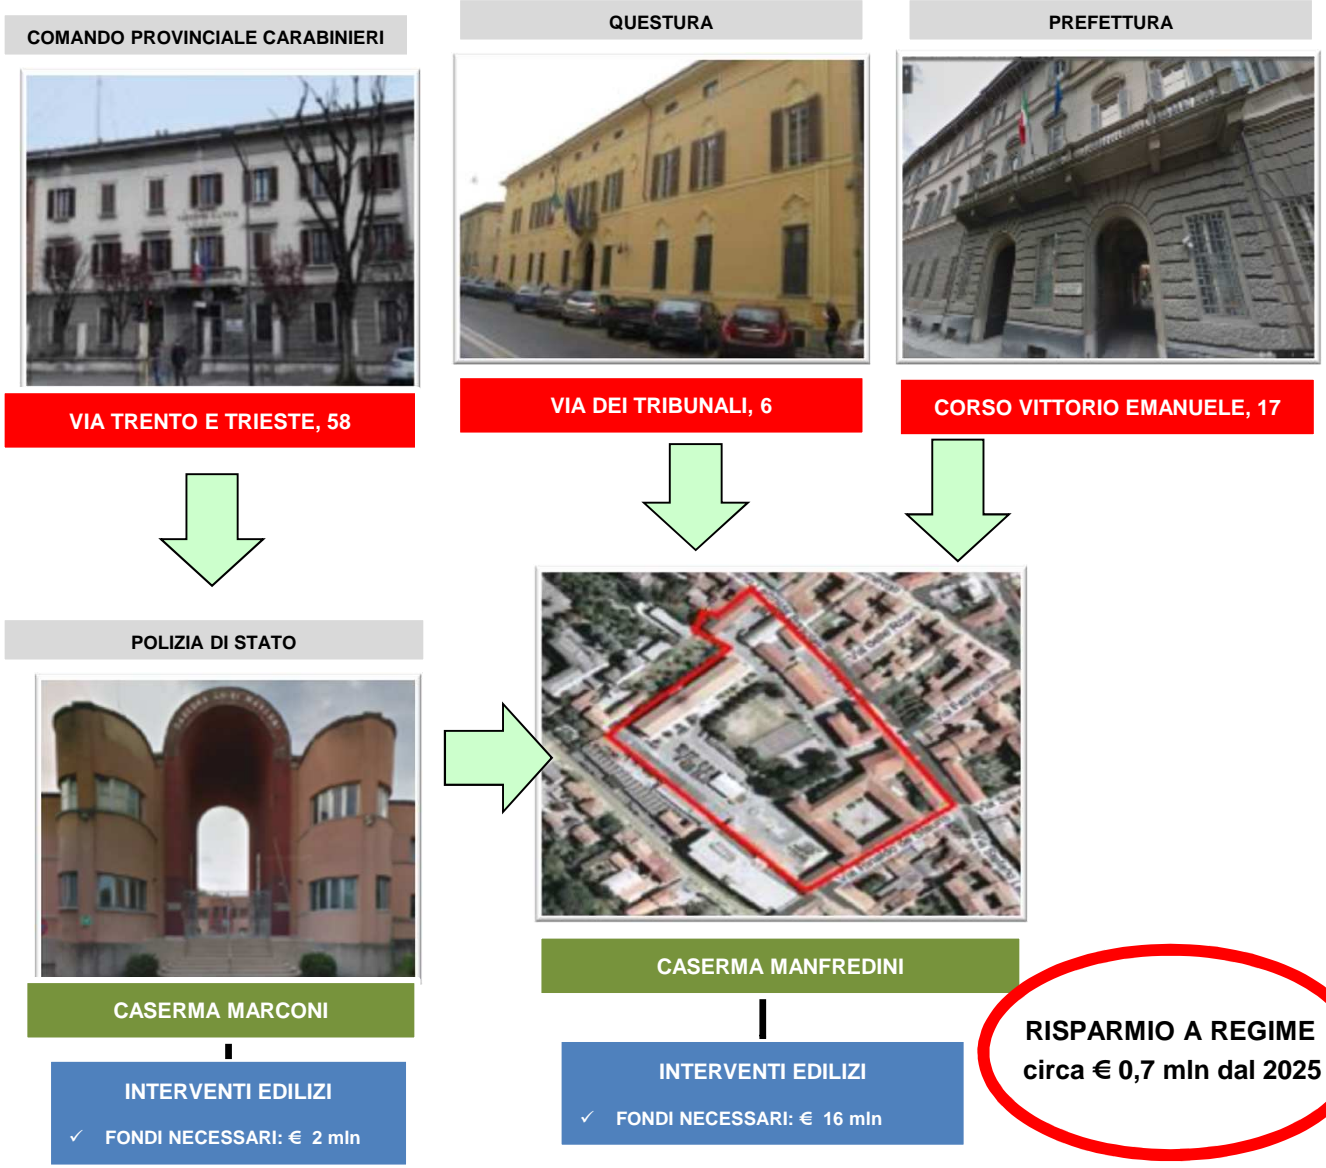 COMANDO PROVINCIALE CARABINIERI
QUESTURA
PREFETTURA
VIA TRENTO E TRIESTE, 58
VIA DEI TRIBUNALI, 6
CORSO VITTORIO EMANUELE, 17
POLIZIA DI STATO
CASERMA MARCONI
INTERVENTI EDILIZI
✓ FONDI NECESSARI: € 2 mln
CASERMA MANFREDINI
INTERVENTI EDILIZI
✓ FONDI NECESSARI: € 16 mln
RISPARMIO A REGIME
circa € 0,7 mln dal 2025